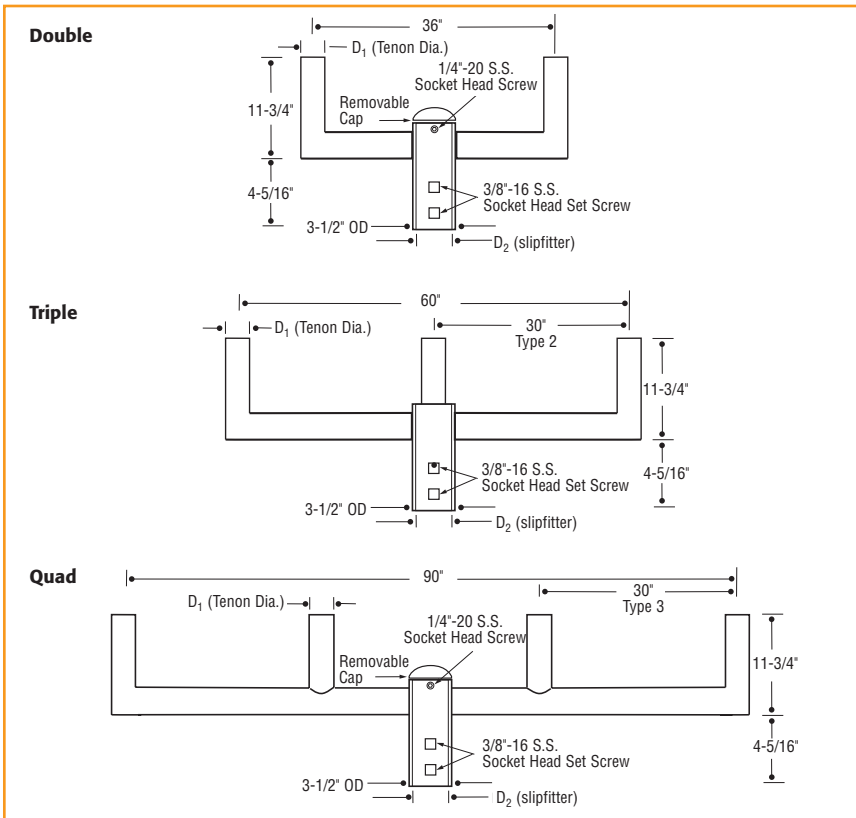 Double
36"
D₁ (Tenon Dia.)
1/4"-20 S.S.
Socket Head Screw
Removable
Cap
11-3/4"
4-5/16"
3/8"-16 S.S.
Socket Head Set Screw
3-1/2" OD
D₂ (slipfitter)
Triple
60"
D₁ (Tenon Dia.)
30"
Type 2
11-3/4"
3/8"-16 S.S.
Socket Head Set Screw
4-5/16"
3-1/2" OD
D₂ (slipfitter)
Quad
90"
D₁ (Tenon Dia.)
30"
Type 3
1/4"-20 S.S.
Socket Head Screw
Removable
Cap
11-3/4"
3/8"-16 S.S.
Socket Head Set Screw
4-5/16"
3-1/2" OD
D₂ (slipfitter)